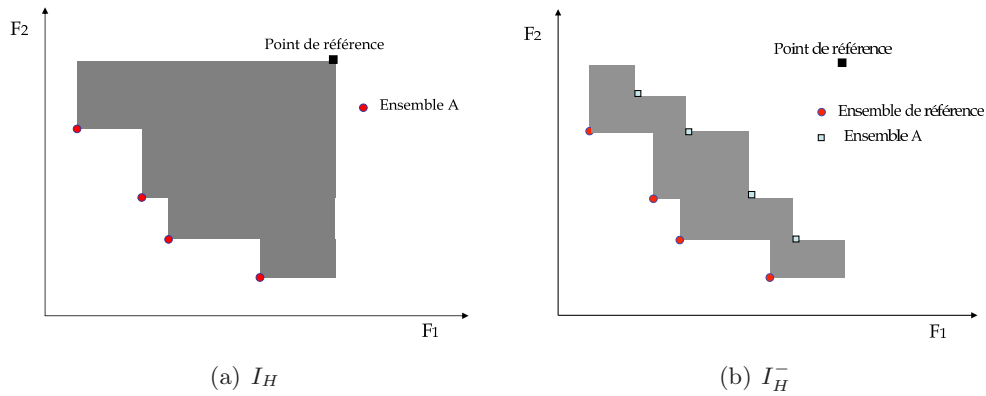 F2
Point de référence
Ensemble A
F1
(a) I_H
F2
Point de référence
Ensemble de référence
Ensemble A
F1
(b) I_H^-